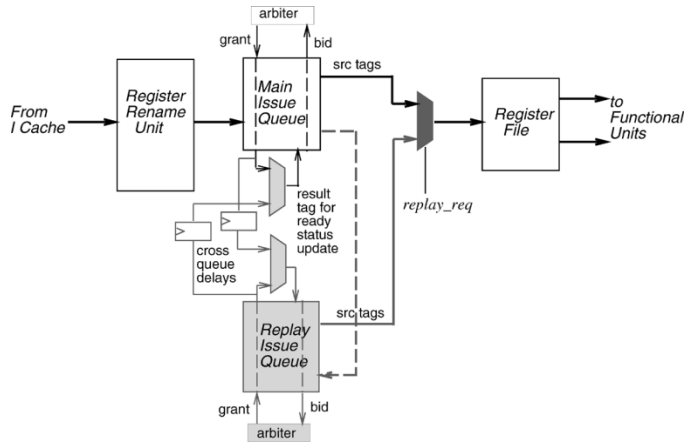 arbiter
grant
bid
src tags
From
I Cache
Register
Rename
Unit
Main
Issue
Queue
Register
File
to
Functional
Units
replay_req
result
tag for
ready
status
update
cross
queue
delays
src tags
Replay
Issue
Queue
grant
bid
arbiter